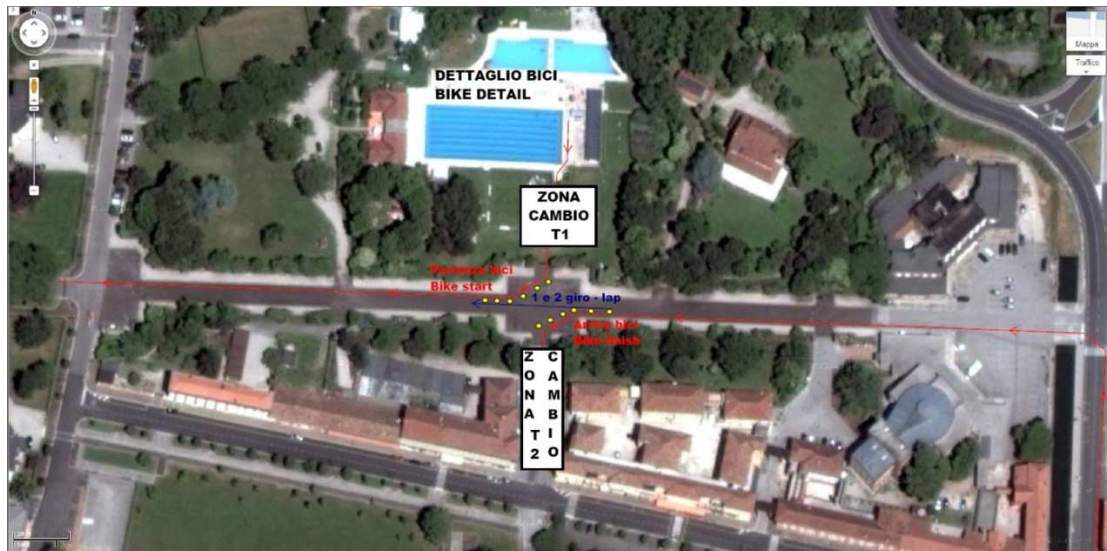 N
Mappa
Traffico
DETTAGLIO BICI
BIKE DETAIL
ZONA
CAMBIO
T1
Partenza bici
Bike start
1 e 2 giro - lap
Arrivo bici
Bike finish
ZONA T2
CAMBIO